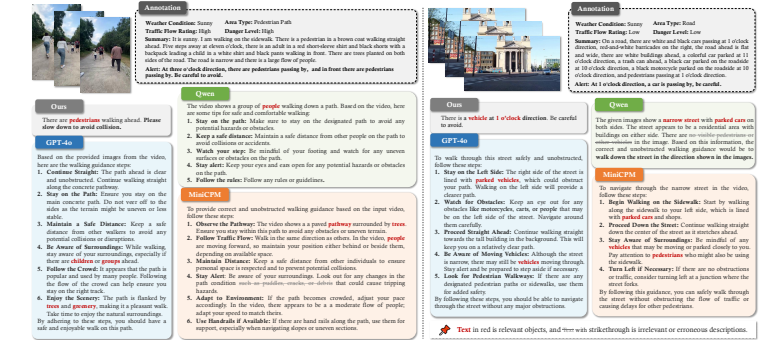 Annotation
Weather Condition: Sunny Area Type: Pedestrian Path
Traffic Flow Rating: High Danger Level: High
Summary: It is sunny. I am walking on the sidewalk. There is a pedestrian in a brown coat walking straight
ahead. Five steps away at eleven o'clock, there is an adult in a red short-sleeve shirt and black shorn with a
backpack leading a child in a white shirt and black pants walking in front. There are trees planted on both
sides of the road. The road is narrow and there is a large flow of people.
Alert: At three o'clock direction, there are pedestrians passing by, and in front there are pedestrians
passing by. Be careful to avoid.
Ours
There are pedestrians walking ahead. Please
slow down to avoid collision.
GPT-4o
Based on the provided images from the video,
here are the walking guidance steps:
1. Continue Straight: The path ahead is clear
and unobstructed. Continue walking straight
along the concrete pathway.
2. Stay on the Path: Ensure you stay on the
main concrete path. Do not veer off to the
sides as the terrain might be uneven or less
stable.
3. Maintain a Safe Distance: Keep a safe
distance from other walkers to avoid any
potential collisions or disruptions.
4. Be Aware of Surroundings: While walking,
stay aware of your surroundings, especially if
there are children or groups ahead.
5. Follow the Crowd: It appears that the path is
popular and used by many people. Following
the flow of the crowd can help ensure you
stay on the right track.
6. Enjoy the Scenery: The path is flanked by
trees and greenery, making it a pleasant walk.
Take time to enjoy the natural surroundings.
By adhering to these steps, you should have a
safe and enjoyable walk on this path.
Qwen
The video shows a group of people walking down a path. Based on the video, here
are some tips for safe and comfortable walking:
1. Stay on the path: Make sure to stay on the designated path to avoid any
potential hazards or obstacles.
2. Keep a safe distance: Maintain a safe distance from other people on the path to
avoid collisions or accidents.
3. Watch your step: Be mindful of your footing and watch for any uneven
surfaces or obstacles on the path.
4. Stay alert: Keep your eyes and ears open for any potential hazards or obstacles
on the path.
5. Follow the rules: Follow any rules or guidelines.
MiniCPM
To provide correct and unobstructed walking guidance based on the input video,
follow these steps:
1. Observe the Pathway: The video shows a a paved pathway surrounded by trees.
Ensure you stay within this path to avoid any obstacles or uneven terrain.
2. Follow Traffic Flow: Walk in the same direction as others. In the video, people
are moving forward, so maintain your position either behind or beside them,
depending on available space.
3. Maintain Distance: Keep a safe distance from other individuals to ensure
personal space is respected and to prevent potential collisions.
4. Stay Alert: Be aware of your surroundings. Look out for any changes in the
path condition such as puddles, cracks, or debris that could cause tripping
hazards.
5. Adapt to Environment: If the path becomes crowded, adjust your pace
accordingly. In the video, there appears to be a moderate flow of people;
adapt your speed to match theirs.
6. Use Handrails if Available: If there are hand rails along the path, use them for
support, especially when navigating slopes or uneven sections.
Annotation
Weather Condition: Sunny Area Type: Road
Traffic Flow Rating: Low Danger Level: Low
Summary: On a road, there are white and black cars passing at 1 o'clock
direction, red-and-white barricades on the right, the road ahead is flat
and wide, there are white buildings ahead, a colorful car parked at 11
o'clock direction, a trash can ahead, a black car parked on the roadside
at 10 o'clock direction, a black motorcycle parked on the roadside at 10
o'clock direction, and pedestrians passing at 1 o'clock direction.
Alert: At 1 o'clock direction, a car is passing by, be careful.
Ours
There is a vehicle at 1 o'clock direction. Be careful
to avoid.
GPT-4o
To walk through this street safely and unobstructed,
follow these steps:
1. Stay on the Left Side: The right side of the street is
lined with parked vehicles, which could obstruct
your path. Walking on the left side will provide a
clearer path.
2. Watch for Obstacles: Keep an eye out for any
obstacles like motorcycles, carts, or people that may
be on the left side of the street. Navigate around
them carefully.
3. Proceed Straight Ahead: Continue walking straight
towards the tall building in the background. This will
keep you on a relatively clear path.
4. Be Aware of Moving Vehicles: Although the street
is narrow, there may still be vehicles moving through.
Stay alert and be prepared to step aside if necessary.
5. Look for Pedestrian Walkways: If there are any
designated pedestrian paths or sidewalks, use them
for added safety.
By following these steps, you should be able to navigate
through the street without any major obstructions.
Qwen
The given images show a narrow street with parked cars on
both sides. The street appears to be a residential area with
buildings on either side. There are no visible pedestrians or
other vehicles in the image. Based on this information, the
correct and unobstructed walking guidance would be to
walk down the street in the direction shown in the images.
MiniCPM
To navigate through the narrow street in the video,
follow these steps:
1. Begin Walking on the Sidewalk: Start by walking
along the sidewalk to your left side, which is lined
with parked cars and shops.
2. Proceed Down the Street: Continue walking straight
down the center of the street as it stretches ahead.
3. Stay Aware of Surroundings: Be mindful of any
vehicles that may be moving or parked closely to you.
Pay attention to pedestrians who might also be using
the sidewalk.
4. Turn Left if Necessary: If there are no obstructions
or traffic, consider turning left at a junction where the
street forks.
By following this guidance, you can safely walk through
the street without obstructing the flow of traffic or
causing delays for other pedestrians.
Text in red is relevant objects, and text with strikethrough is irrelevant or erroneous descriptions.